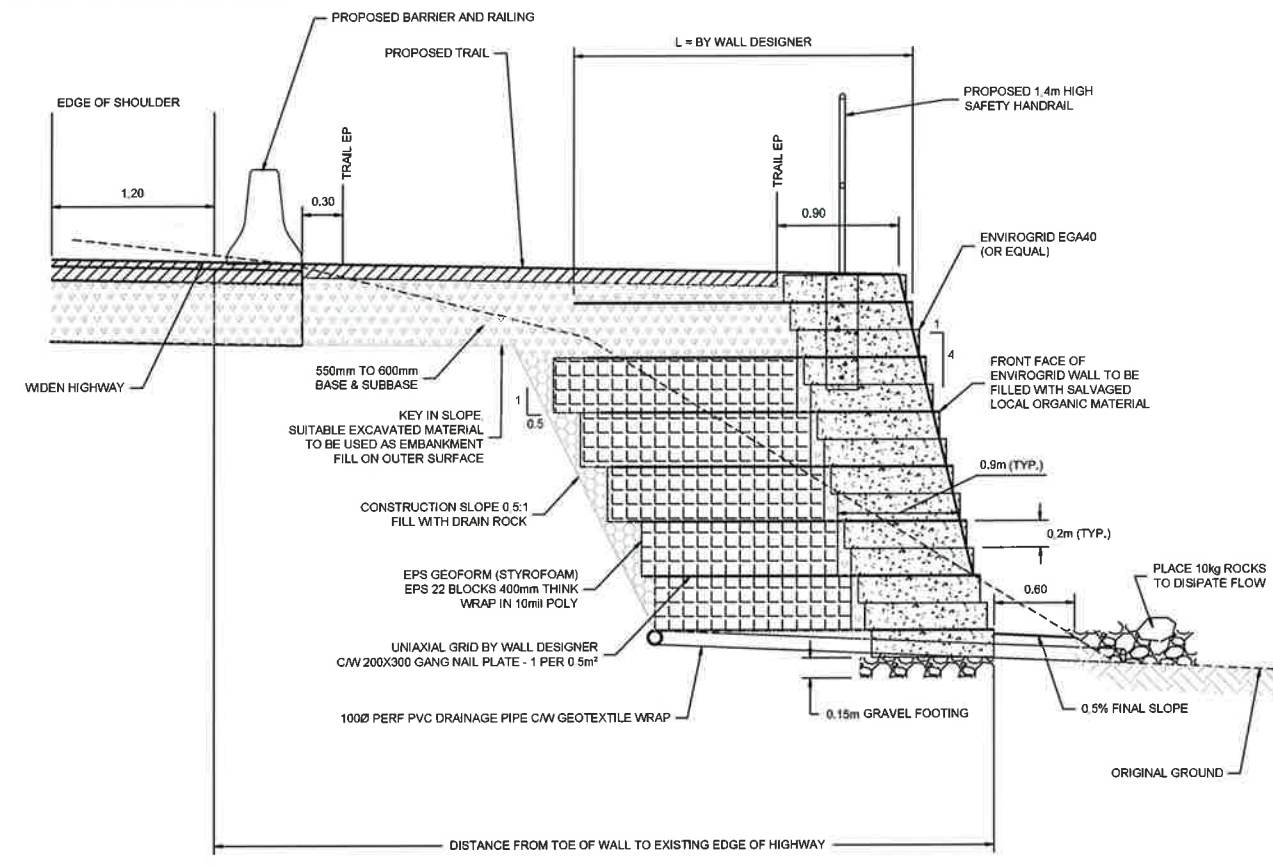 PROPOSED BARRIER AND RAILING
L = BY WALL DESIGNER
PROPOSED TRAIL
EDGE OF SHOULDER
PROPOSED 1.4m HIGH
SAFETY HANDRAIL
TRAIL EP
TRAIL EP
1.20
0.30
0.90
ENVIROGRID EGA40
(OR EQUAL)
1
4
550mm TO 600mm
BASE & SUBBASE
WIDEN HIGHWAY
FRONT FACE OF
ENVIROGRID WALL TO BE
FILLED WITH SALVAGED
LOCAL ORGANIC MATERIAL
1
0.5
KEY IN SLOPE,
SUITABLE EXCAVATED MATERIAL
TO BE USED AS EMBANKMENT
FILL ON OUTER SURFACE
0.9m (TYP.)
CONSTRUCTION SLOPE 0.5:1
FILL WITH DRAIN ROCK
0.2m (TYP.)
EPS GEOFORM (STYROFOAM)
EPS 22 BLOCKS 400mm THINK
WRAP IN 10mil POLY
PLACE 10kg ROCKS
TO DISIPATE FLOW
0.60
UNIAXIAL GRID BY WALL DESIGNER
C/W 200X300 GANG NAIL PLATE - 1 PER 0.5m²
100Ø PERF PVC DRAINAGE PIPE C/W GEOTEXTILE WRAP
0.15m GRAVEL FOOTING
0.5% FINAL SLOPE
ORIGINAL GROUND
DISTANCE FROM TOE OF WALL TO EXISTING EDGE OF HIGHWAY